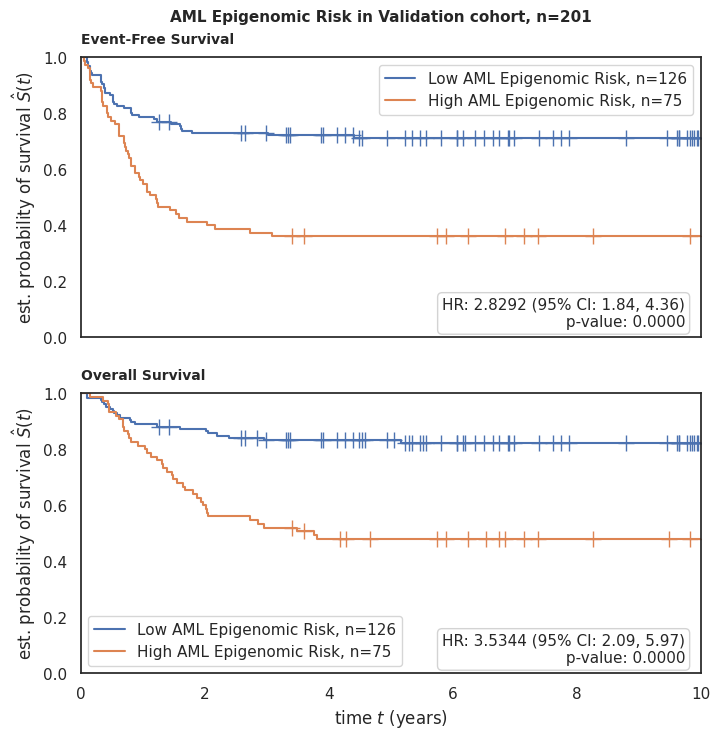 AML Epigenomic Risk in Validation cohort, n=201
Event-Free Survival
1.0
0.8
0.6
0.4
0.2
0.0
est. probability of survival Ŝ(t)
Low AML Epigenomic Risk, n=126
High AML Epigenomic Risk, n=75
HR: 2.8292 (95% CI: 1.84, 4.36)
p-value: 0.0000
Overall Survival
1.0
0.8
0.6
0.4
0.2
0.0
est. probability of survival Ŝ(t)
Low AML Epigenomic Risk, n=126
High AML Epigenomic Risk, n=75
HR: 3.5344 (95% CI: 2.09, 5.97)
p-value: 0.0000
0 2 4 6 8 10
time t (years)